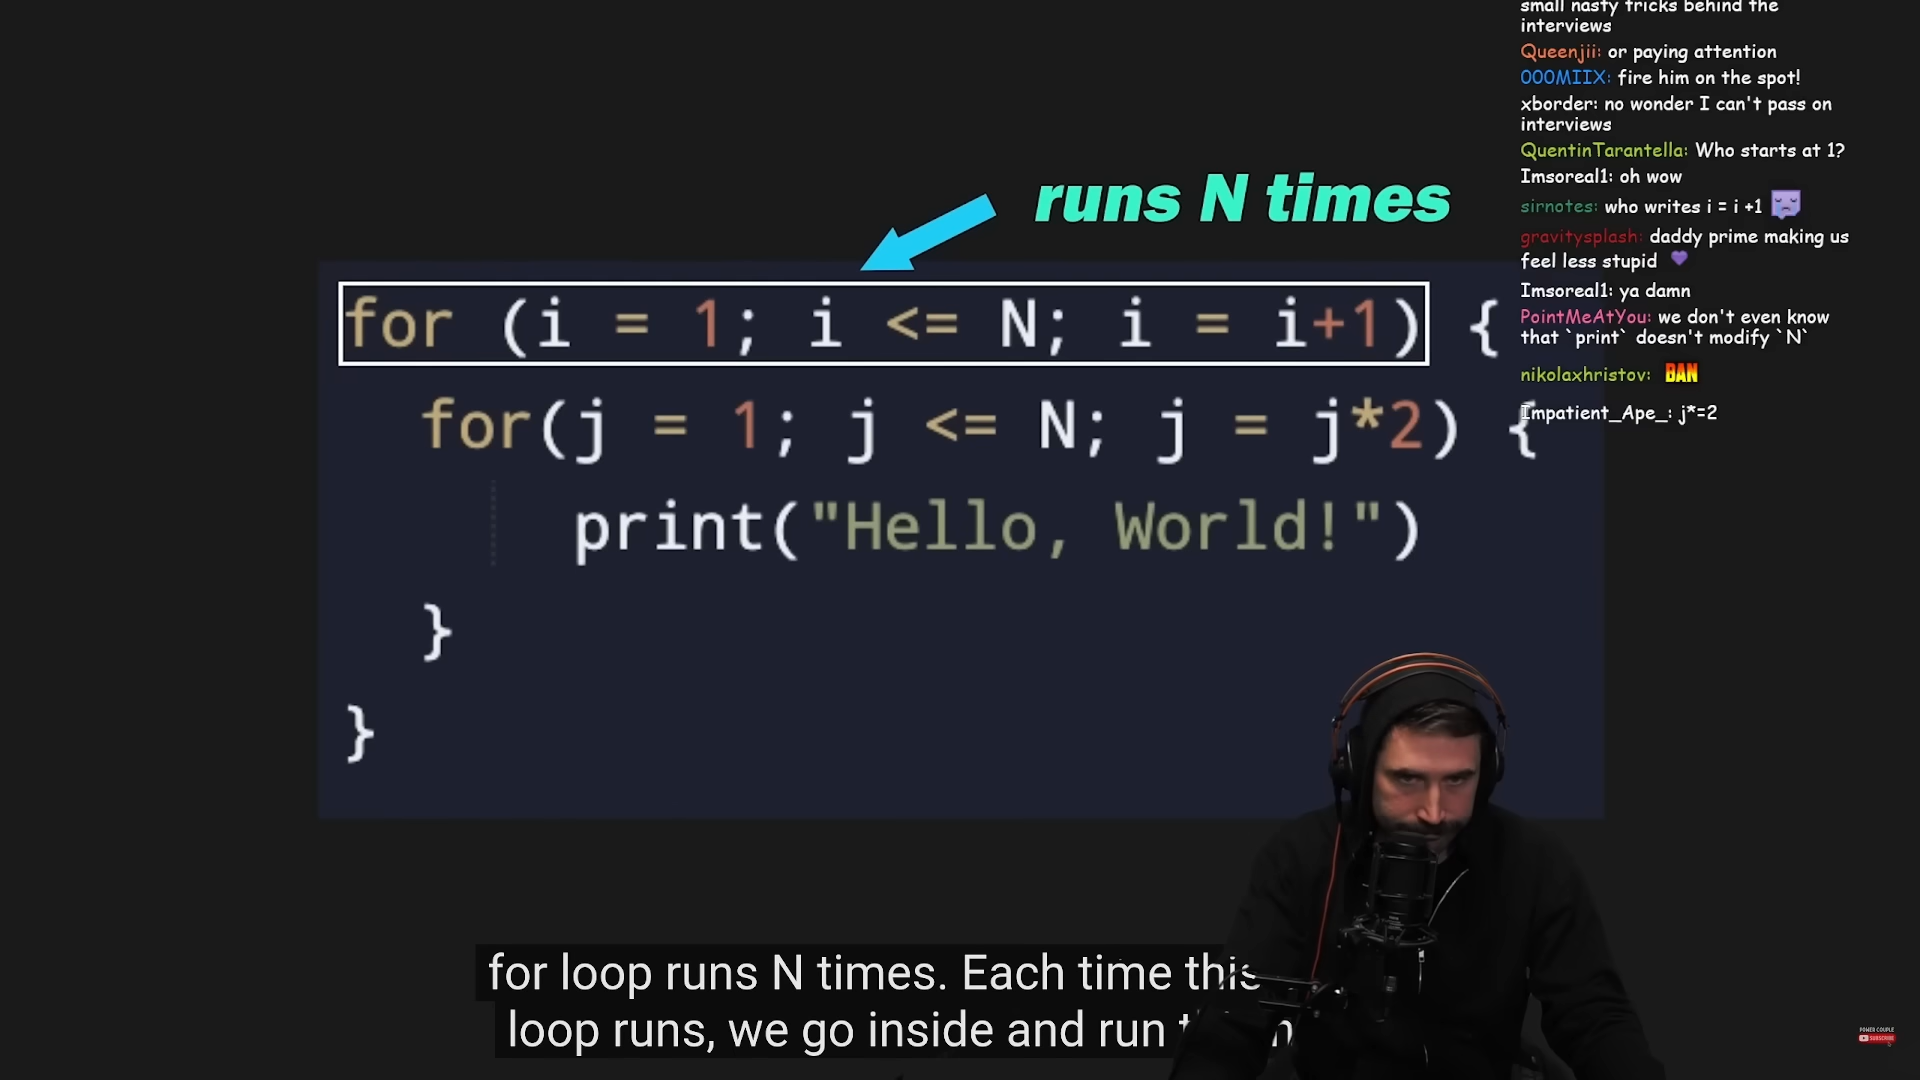 small nasty tricks behind the
interviews
Queenjii: or paying attention
OOOMIIX: fire him on the spot!
xborder: no wonder I can't pass on
interviews
QuentinTarantella: Who starts at 1?
Imsoreal1: oh wow
sirnotes: who writes i = i +1
gravitysplash: daddy prime making us
feel less stupid
Imsoreal1: ya damn
PointMeAtYou: we don't even know
that `print` doesn't modify `N`
nikolaxhristov: BAN
Impatient_Ape_: j*=2
runs N times
for (i = 1; i <= N; i = i+1) {
for(j = 1; j <= N; j = j*2) {
print("Hello, World!")
}
}
for loop runs N times. Each time this
loop runs, we go inside and run
POWER COUPLE
SUBSCRIBE